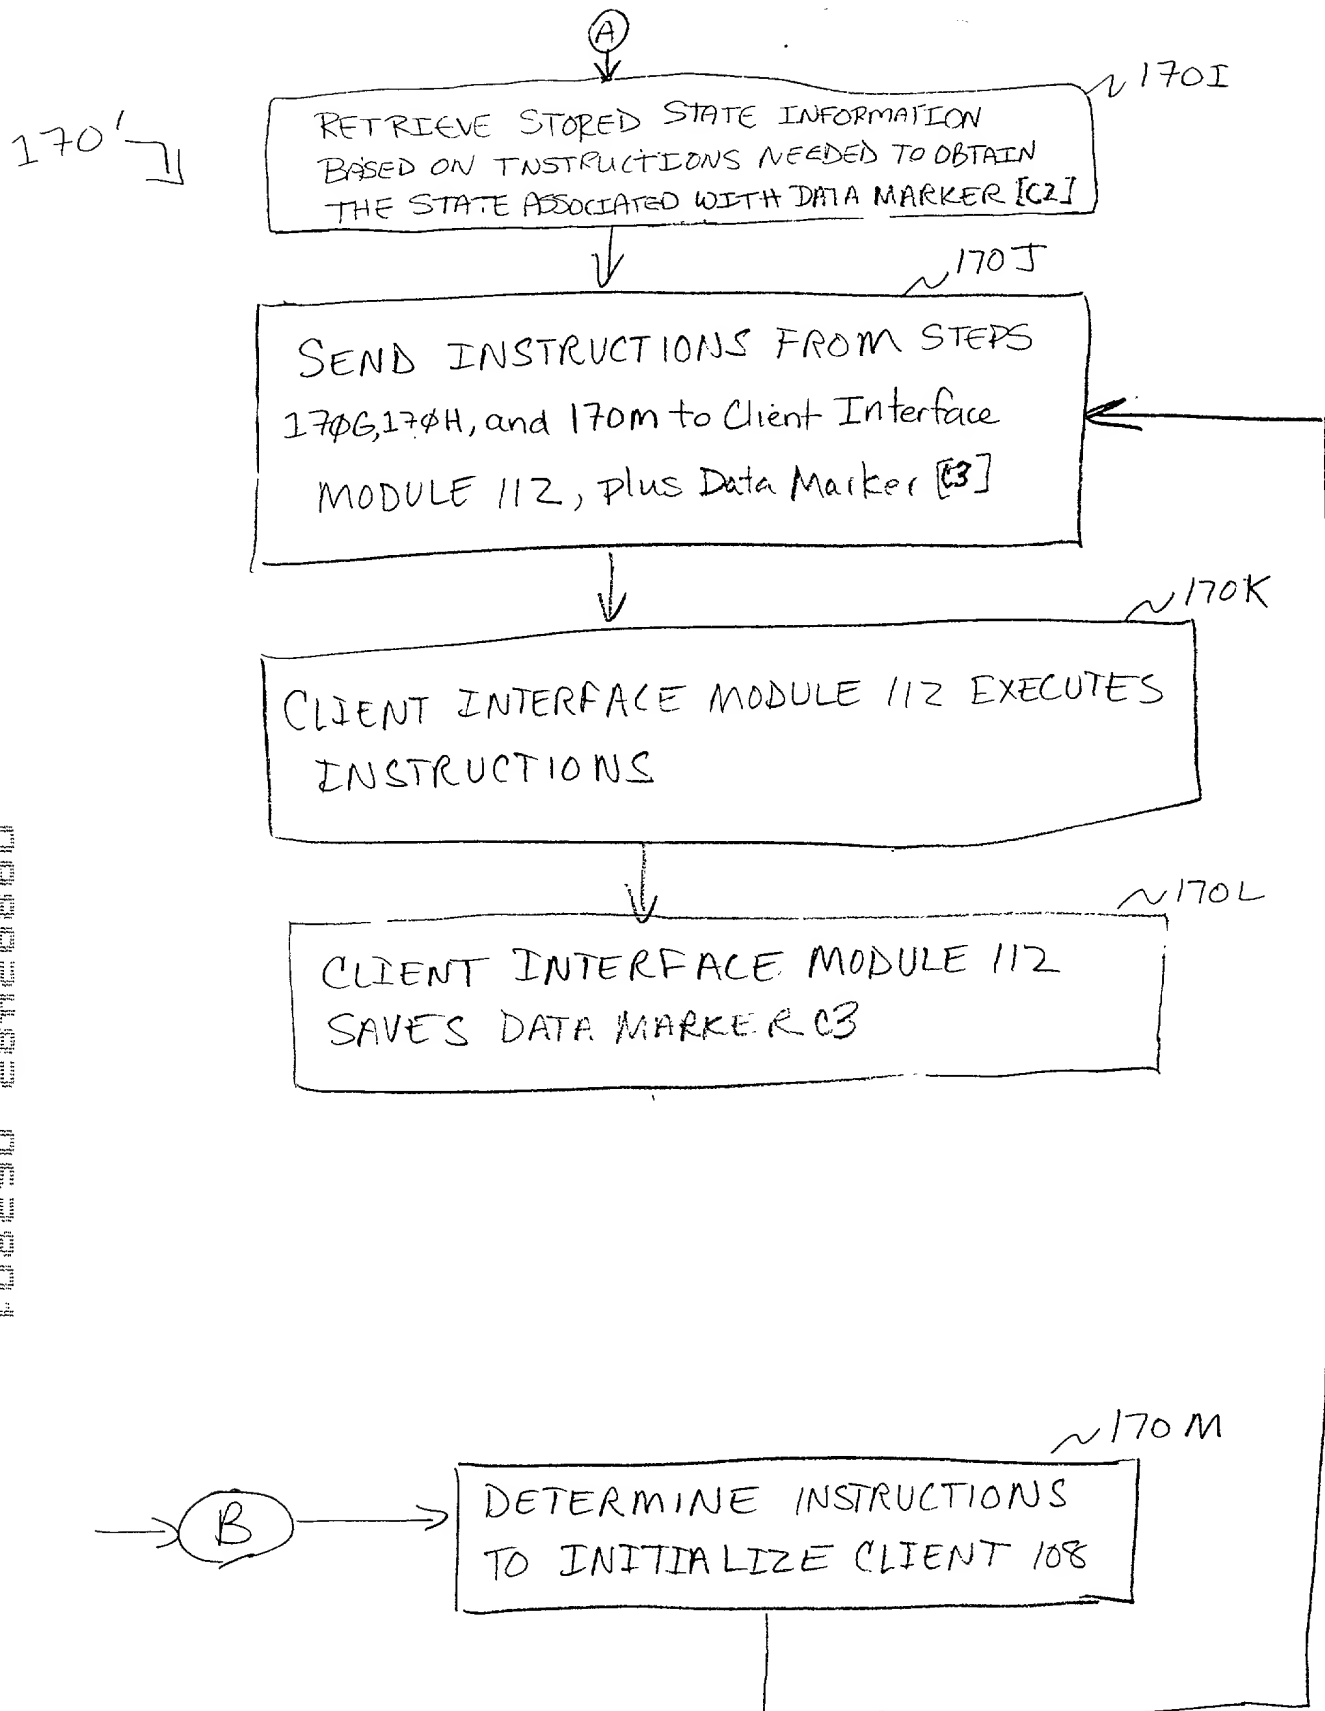 A
170I
170'
RETRIEVE STORED STATE INFORMATION
BASED ON INSTRUCTIONS NEEDED TO OBTAIN
THE STATE ASSOCIATED WITH DATA MARKER [C2]
170J
SEND INSTRUCTIONS FROM STEPS
170G, 170H, and 170M to Client Interface
MODULE 112, plus Data Marker [C3]
170K
CLIENT INTERFACE MODULE 112 EXECUTES
INSTRUCTIONS
170L
CLIENT INTERFACE MODULE 112
SAVES DATA MARKER C3
170M
B
DETERMINE INSTRUCTIONS
TO INITIALIZE CLIENT 108